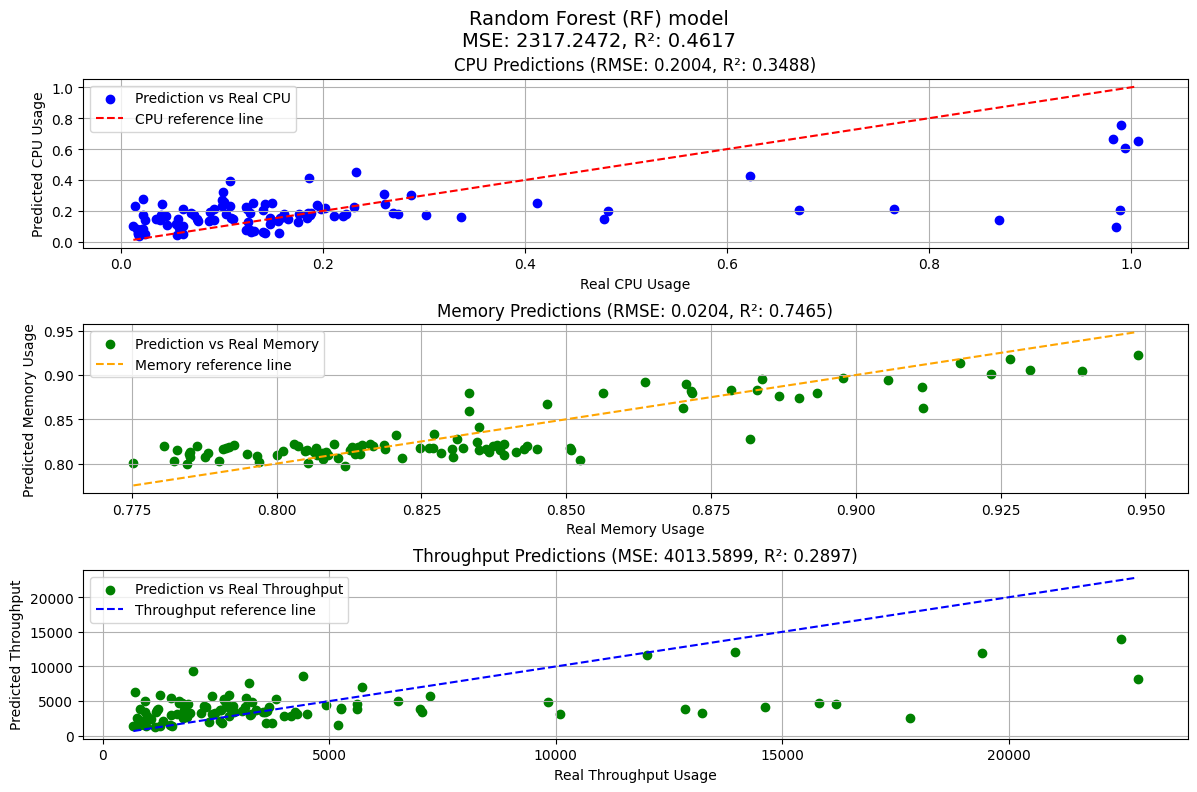 Random Forest (RF) model
MSE: 2317.2472, R²: 0.4617
CPU Predictions (RMSE: 0.2004, R²: 0.3488)
Predicted CPU Usage
1.0
0.8
0.6
0.4
0.2
0.0
Prediction vs Real CPU
CPU reference line
0.0 0.2 0.4 0.6 0.8 1.0
Real CPU Usage
Memory Predictions (RMSE: 0.0204, R²: 0.7465)
Predicted Memory Usage
0.95
0.90
0.85
0.80
Prediction vs Real Memory
Memory reference line
0.775 0.800 0.825 0.850 0.875 0.900 0.925 0.950
Real Memory Usage
Throughput Predictions (MSE: 4013.5899, R²: 0.2897)
Predicted Throughput
20000
15000
10000
5000
0
Prediction vs Real Throughput
Throughput reference line
0 5000 10000 15000 20000
Real Throughput Usage